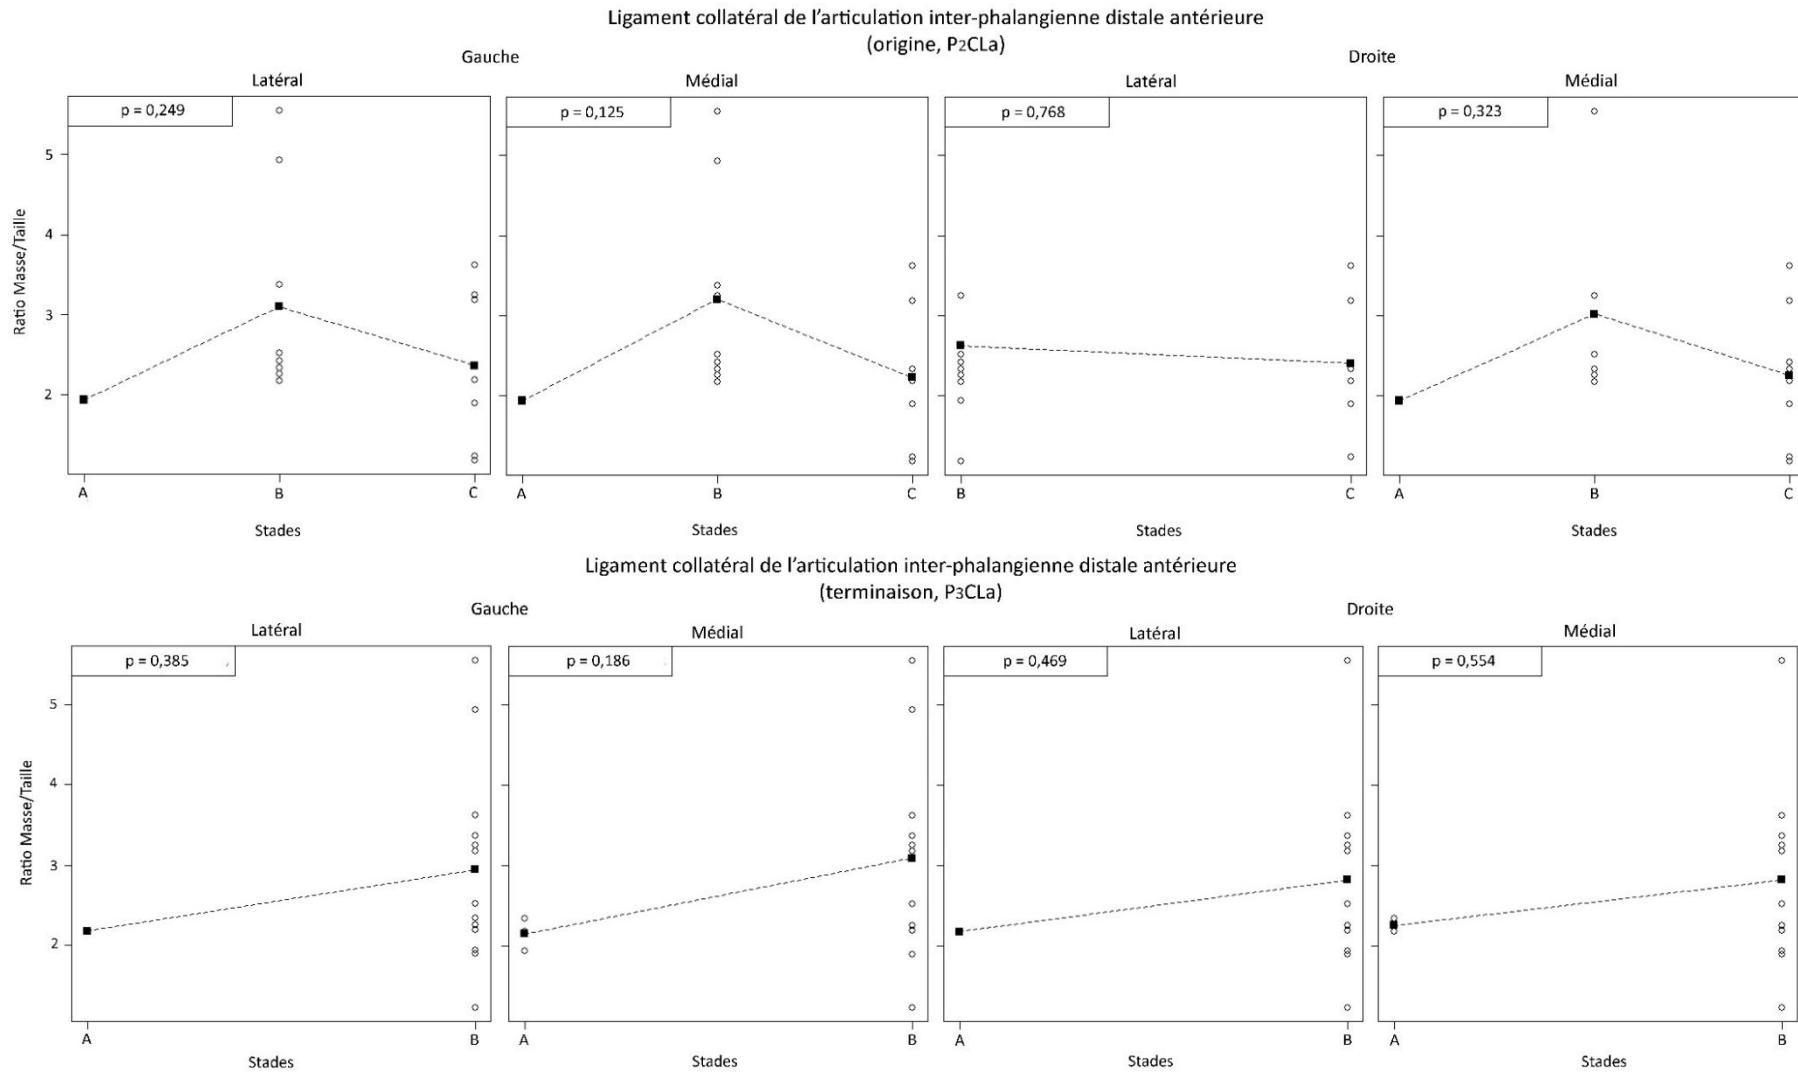 Ligament collatéral de l’articulation inter-phalangienne distale antérieure
(origine, P2CLa)
Gauche
Droite
Latéral
Médial
Latéral
Médial
p = 0,249
p = 0,125
p = 0,768
p = 0,323
Ratio Masse/Taille
5
4
3
2
A B C
A B C
B C
A B C
Stades
Stades
Stades
Stades
Ligament collatéral de l’articulation inter-phalangienne distale antérieure
(terminaison, P3CLa)
Gauche
Droite
Latéral
Médial
Latéral
Médial
p = 0,385
p = 0,186
p = 0,469
p = 0,554
Ratio Masse/Taille
5
4
3
2
A B
A B
A B
A B
Stades
Stades
Stades
Stades